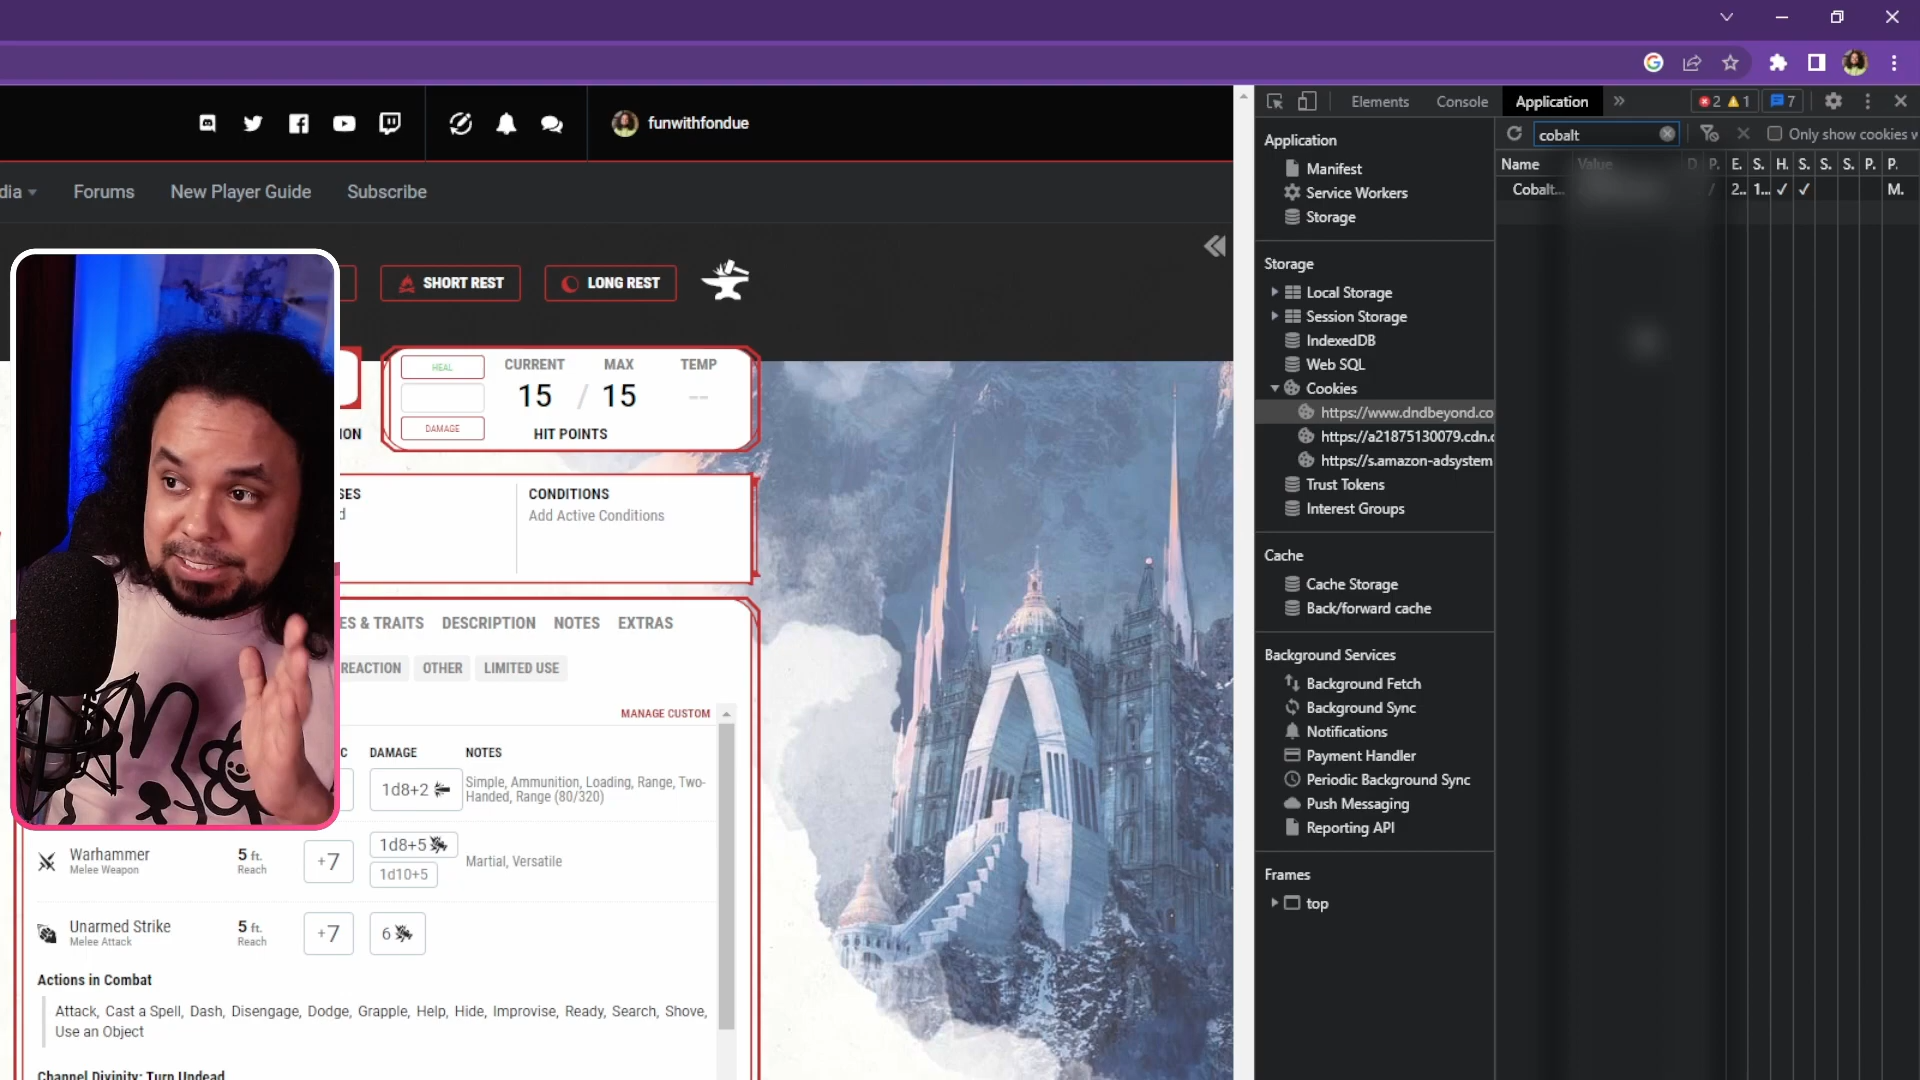 funwithfondue
dia
Forums
New Player Guide
Subscribe
SHORT REST
LONG REST
HEAL
DAMAGE
CURRENT
MAX
TEMP
15 / 15 --
HIT POINTS
ION
SES
d
CONDITIONS
Add Active Conditions
ES & TRAITS
DESCRIPTION
NOTES
EXTRAS
REACTION
OTHER
LIMITED USE
MANAGE CUSTOM
C
DAMAGE
NOTES
1d8+2
Simple, Ammunition, Loading, Range, Two-
Handed, Range (80/320)
Warhammer
Melee Weapon
5 ft.
Reach
+7
1d8+5
1d10+5
Martial, Versatile
Unarmed Strike
Melee Attack
5 ft.
Reach
+7
6
Actions in Combat
Attack, Cast a Spell, Dash, Disengage, Dodge, Grapple, Help, Hide, Improvise, Ready, Search, Shove,
Use an Object
Channel Divinity: Turn Undead
Elements
Console
Application
2
1
7
Application
Manifest
Service Workers
Storage
Storage
Local Storage
Session Storage
IndexedDB
Web SQL
Cookies
https://www.dndbeyond.co
https://a21875130079.cdn.
https://s.amazon-adsystem
Trust Tokens
Interest Groups
Cache
Cache Storage
Back/forward cache
Background Services
Background Fetch
Background Sync
Notifications
Payment Handler
Periodic Background Sync
Push Messaging
Reporting API
Frames
top
cobalt
Only show cookies w
Name
Value
D
P.
E.
S.
H.
S.
S.
S.
P.
P.
Cobalt...
/
2..
1...
✓
✓
M.